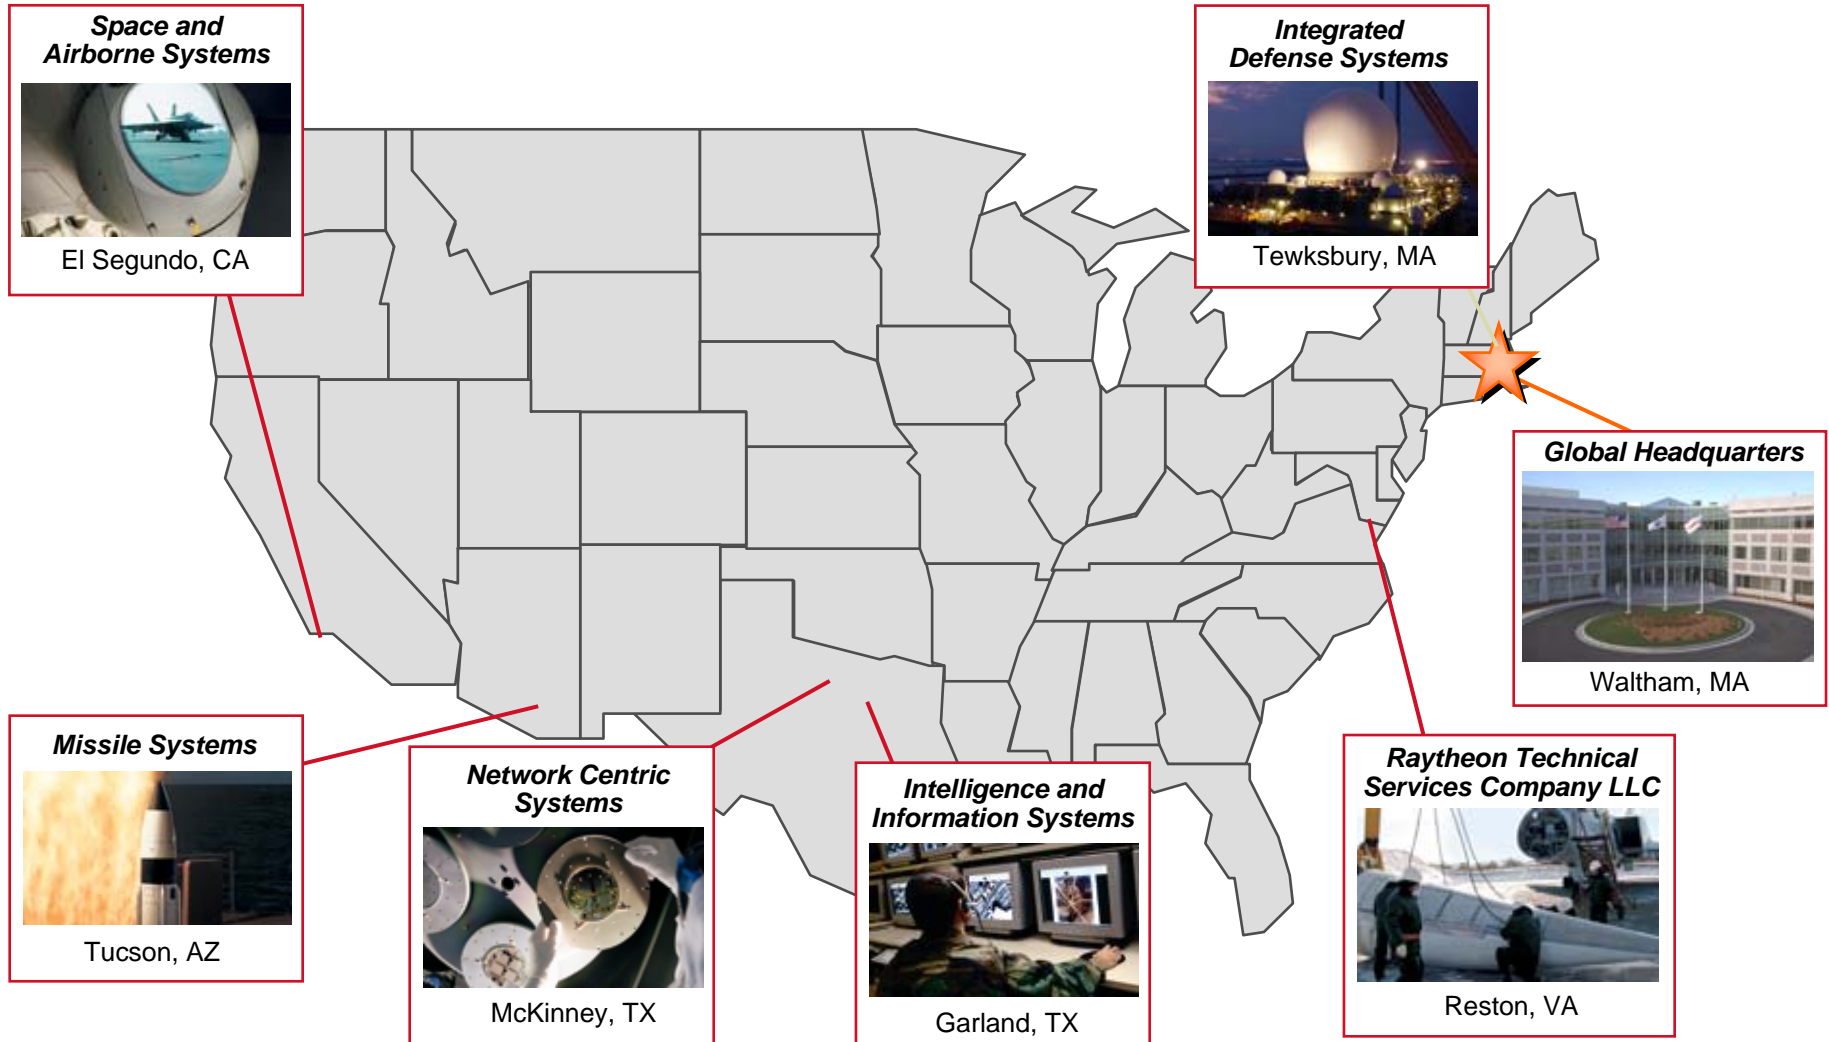 Space and
Airborne Systems
El Segundo, CA
Integrated
Defense Systems
Tewksbury, MA
Global Headquarters
Waltham, MA
Missile Systems
Tucson, AZ
Network Centric
Systems
McKinney, TX
Intelligence and
Information Systems
Garland, TX
Raytheon Technical
Services Company LLC
Reston, VA